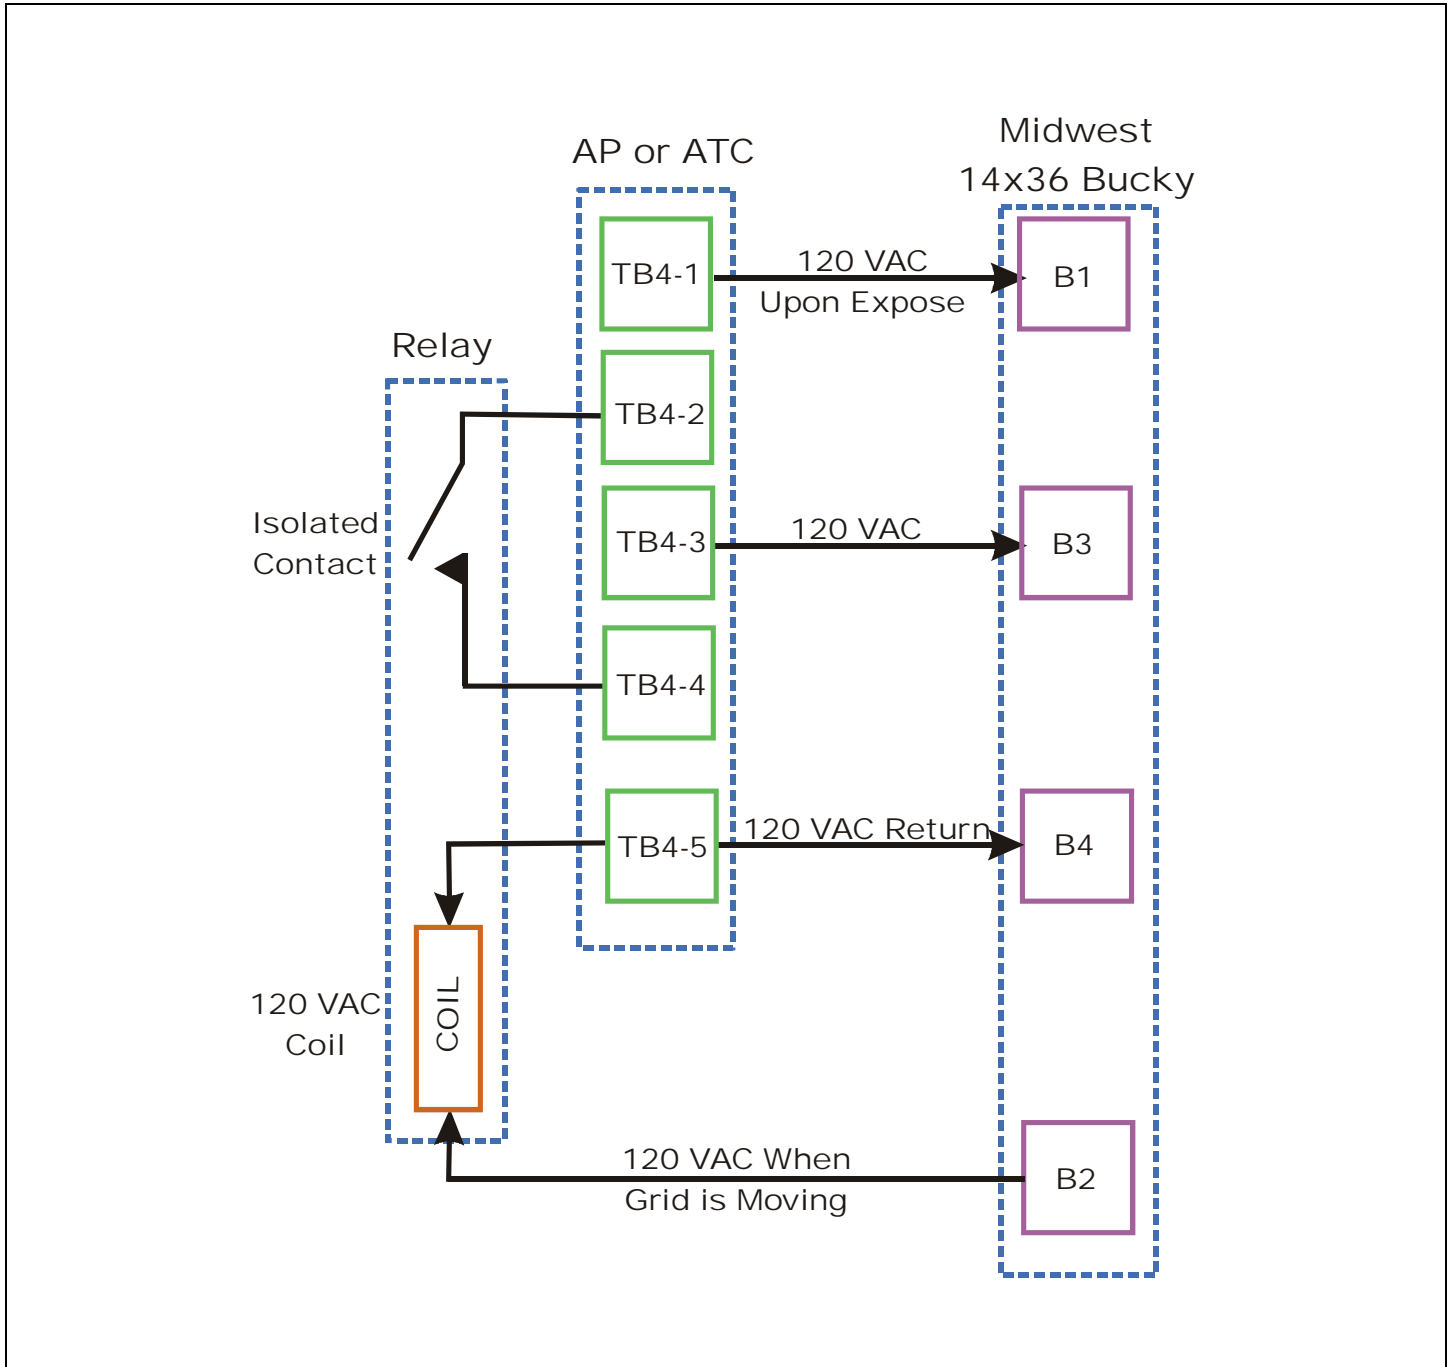 Midwest
14x36 Bucky
AP or ATC
TB4-1
120 VAC
Upon Expose
B1
Relay
TB4-2
Isolated
Contact
TB4-3
120 VAC
B3
TB4-4
TB4-5
120 VAC Return
B4
120 VAC
Coil
COIL
120 VAC When
Grid is Moving
B2